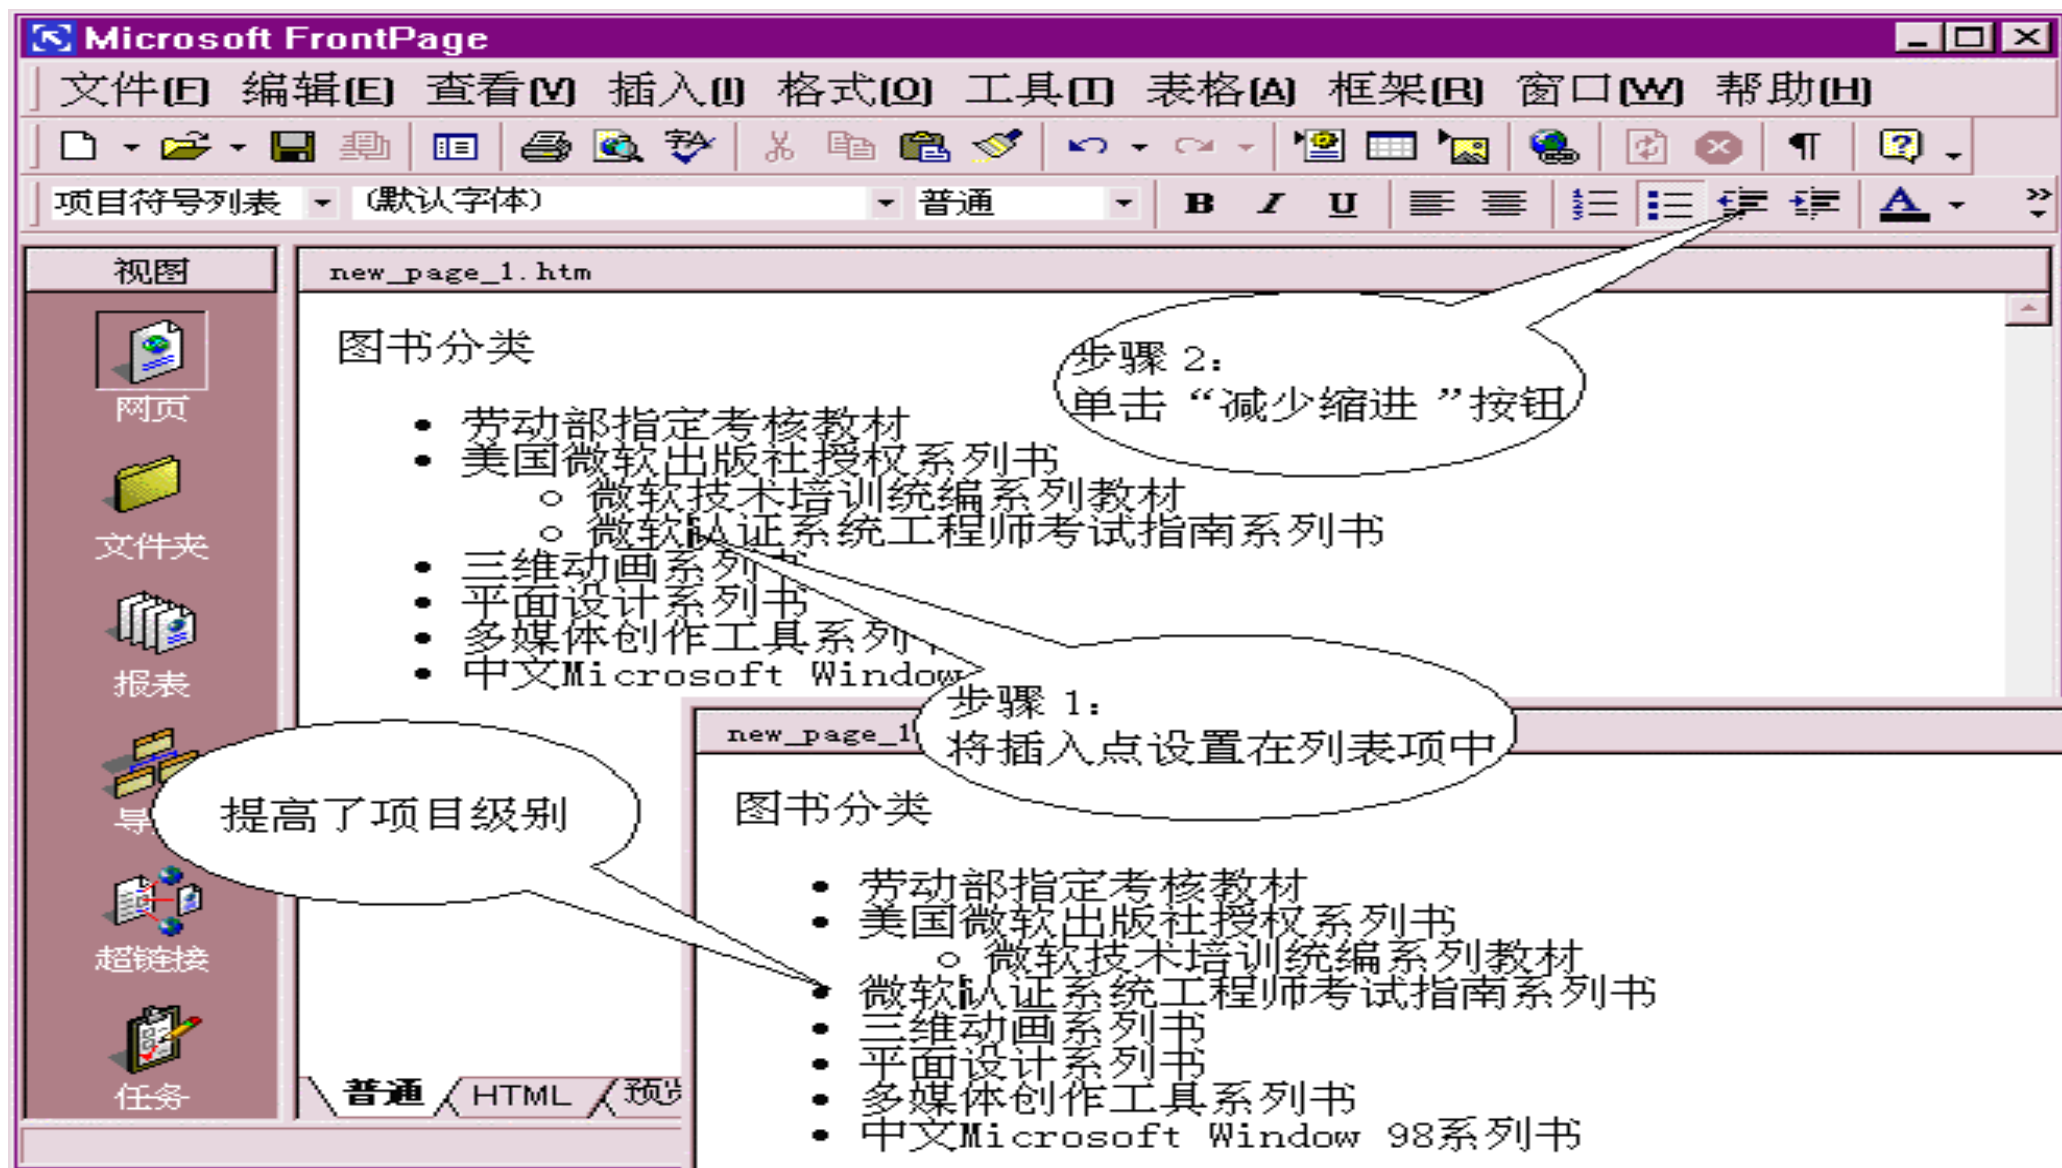 Microsoft FrontPage
文件(F) 编辑(E) 查看(V) 插入(I) 格式(O) 工具(T) 表格(A) 框架(R) 窗口(W) 帮助(H)
项目符号列表 (默认字体) 普通 B I U A
视图
new_page_1.htm
网页
文件夹
报表
超链接
任务
图书分类
劳动部指定考核教材
美国微软出版社授权系列书
微软技术培训统编系列教材
微软认证系统工程师考试指南系列书
三维动画系列书
平面设计系列书
多媒体创作工具系列
中文Microsoft Window
步骤 2:
单击“减少缩进 ”按钮
步骤 1:
将插入点设置在列表项中
提高了项目级别
new_page_1
图书分类
劳动部指定考核教材
美国微软出版社授权系列书
微软技术培训统编系列教材
微软认证系统工程师考试指南系列书
三维动画系列书
平面设计系列书
多媒体创作工具系列书
中文Microsoft Window 98系列书
普通 HTML 预览